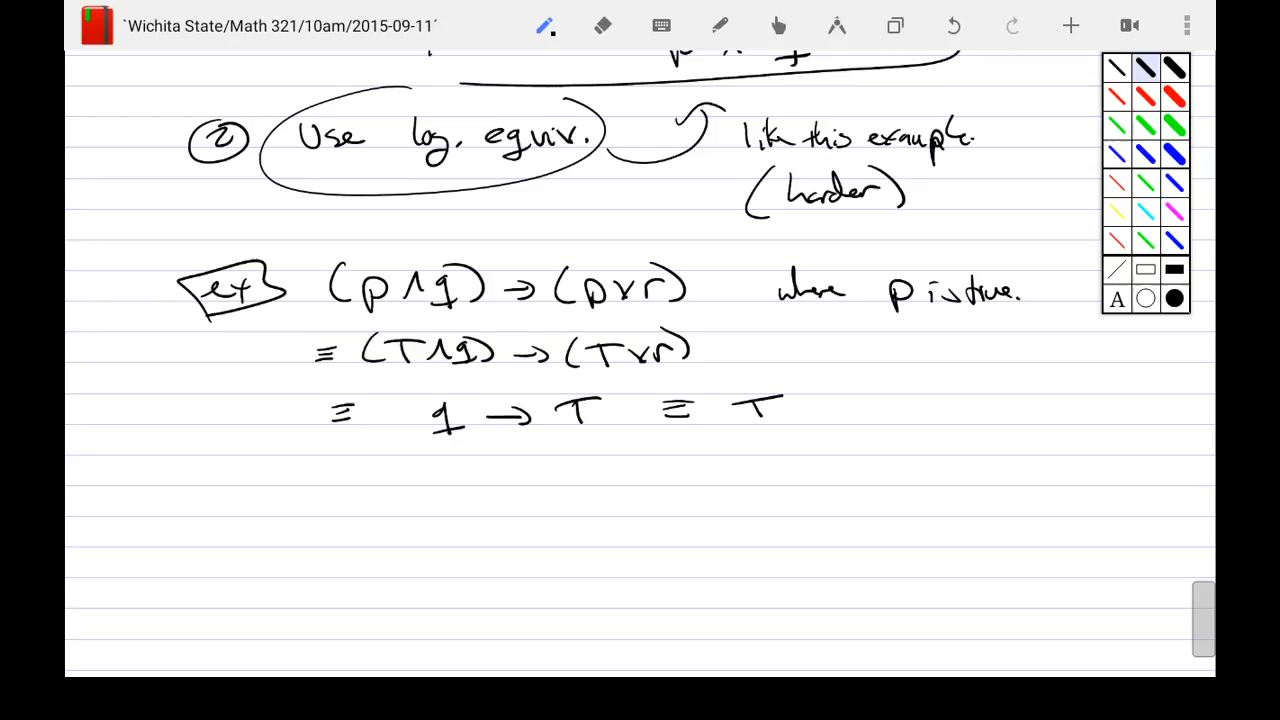 `Wichita State/Math 321/10am/2015-09-11´
② Use log. equiv. like this example.
(harder)
ex (p ∧ q) → (p ∨ r) where p is true.
≡ (T ∧ q) → (T ∨ r)
≡ q → T ≡ T
A